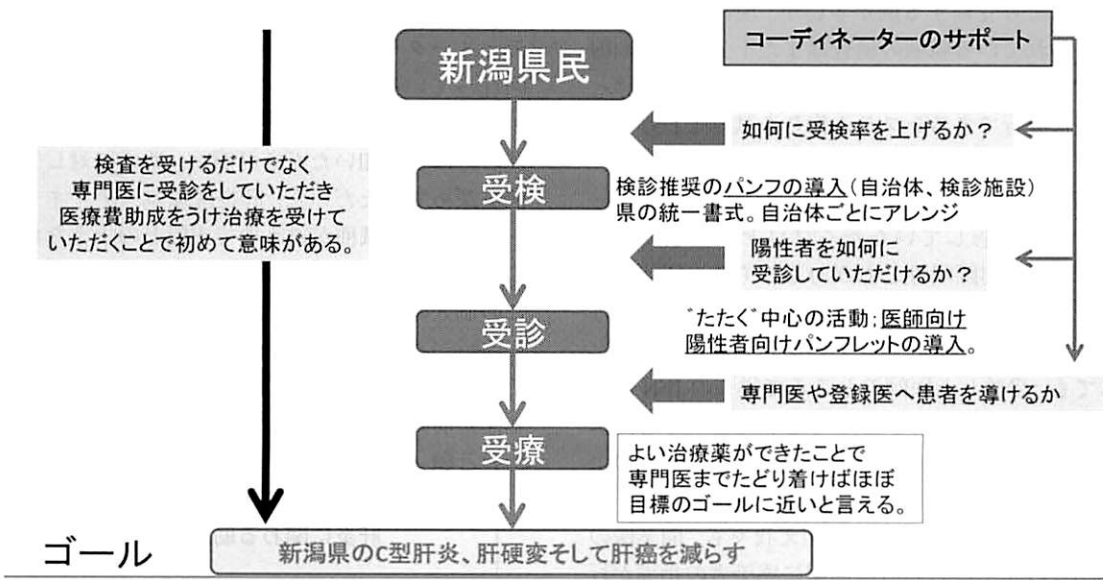 コーディネーターのサポート
新潟県民
如何に受検率を上げるか?
検査を受けるだけでなく
専門医に受診をしていただき
医療費助成をうけ治療を受けて
いただくことで初めて意味がある。
受検
検診推奨のパンフの導入(自治体、検診施設)
県の統一書式。自治体ごとにアレンジ
陽性者を如何に
受診していただけるか?
受診
“たたく”中心の活動;医師向け
陽性者向けパンフレットの導入。
専門医や登録医へ患者を導けるか
受療
よい治療薬ができたことで
専門医までたどり着けばほぼ
目標のゴールに近いと言える。
ゴール
新潟県のC型肝炎、肝硬変そして肝癌を減らす